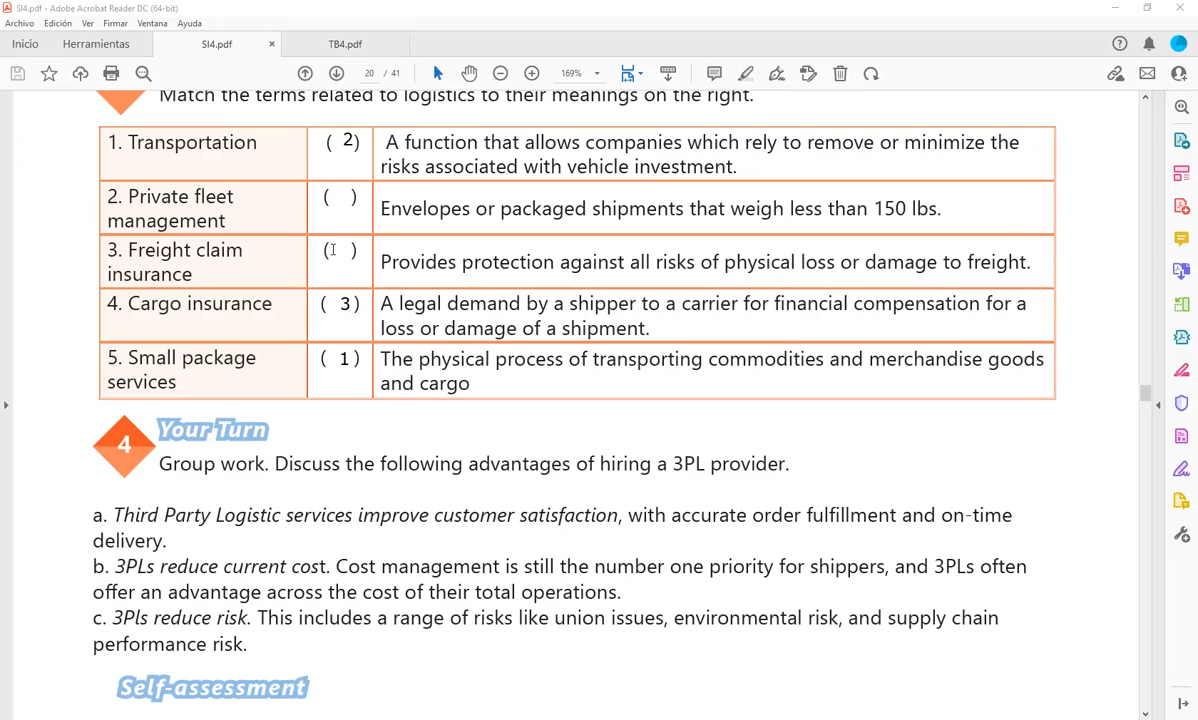 SI4.pdf - Adobe Acrobat Reader DC (64-bit)
Archivo Edición Ver Firmar Ventana Ayuda
Inicio Herramientas SI4.pdf × TB4.pdf
20 / 41 169%
Match the terms related to logistics to their meanings on the right.
1. Transportation ( 2) A function that allows companies which rely to remove or minimize the
risks associated with vehicle investment.
2. Private fleet
management
( ) Envelopes or packaged shipments that weigh less than 150 lbs.
3. Freight claim
insurance
( ) Provides protection against all risks of physical loss or damage to freight.
4. Cargo insurance ( 3) A legal demand by a shipper to a carrier for financial compensation for a
loss or damage of a shipment.
5. Small package
services
( 1) The physical process of transporting commodities and merchandise goods
and cargo
4 Your Turn
Group work. Discuss the following advantages of hiring a 3PL provider.
a. Third Party Logistic services improve customer satisfaction, with accurate order fulfillment and on-time
delivery.
b. 3PLs reduce current cost. Cost management is still the number one priority for shippers, and 3PLs often
offer an advantage across the cost of their total operations.
c. 3Pls reduce risk. This includes a range of risks like union issues, environmental risk, and supply chain
performance risk.
Self-assessment